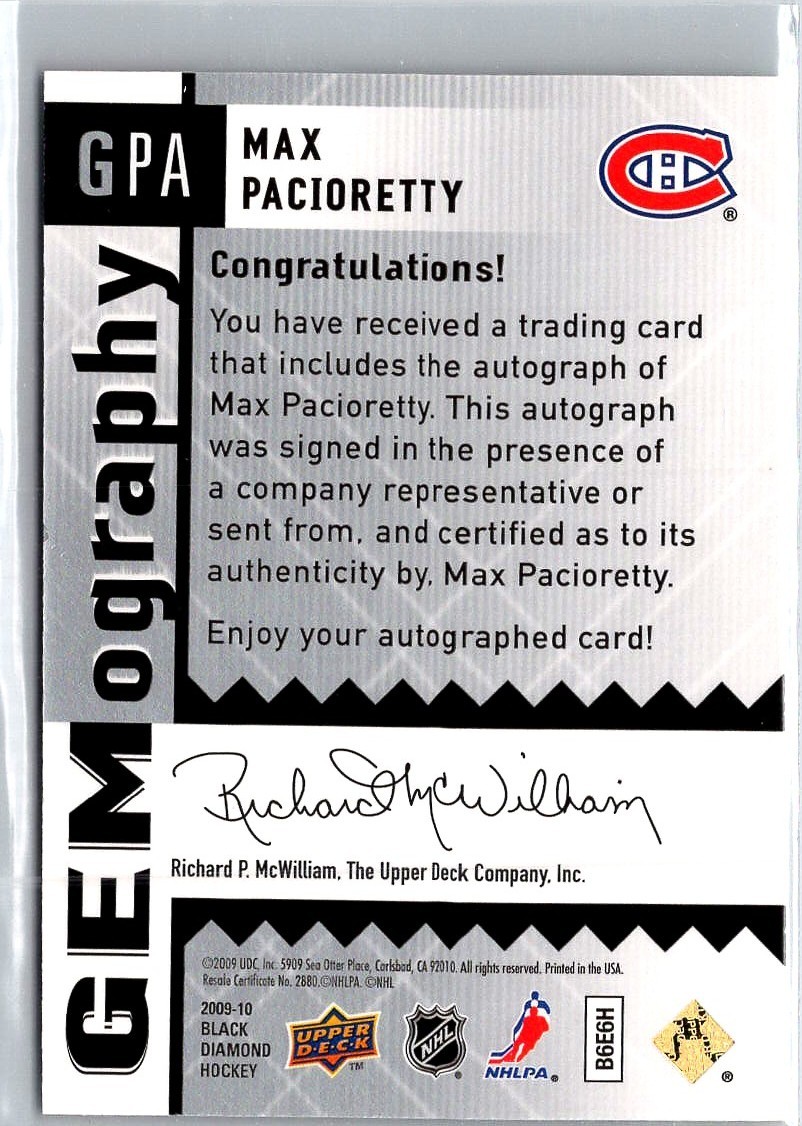 GPA
MAX
PACIORETTY
®
GEMography
Congratulations!
You have received a trading card
that includes the autograph of
Max Pacioretty. This autograph
was signed in the presence of
a company representative or
sent from, and certified as to its
authenticity by, Max Pacioretty.
Enjoy your autographed card!
Richard McWilliam
Richard P. McWilliam, The Upper Deck Company, Inc.
©2009 UDC, Inc. 5909 Sea Otter Place, Carlsbad, CA 92010. All rights reserved. Printed in the USA.
Resale Certificate No. 2880.©NHLPA. ©NHL
2009-10
BLACK
DIAMOND
HOCKEY
UPPER
D·E·C·K
TM
NHL
®
NHLPA®
B6E6H
®